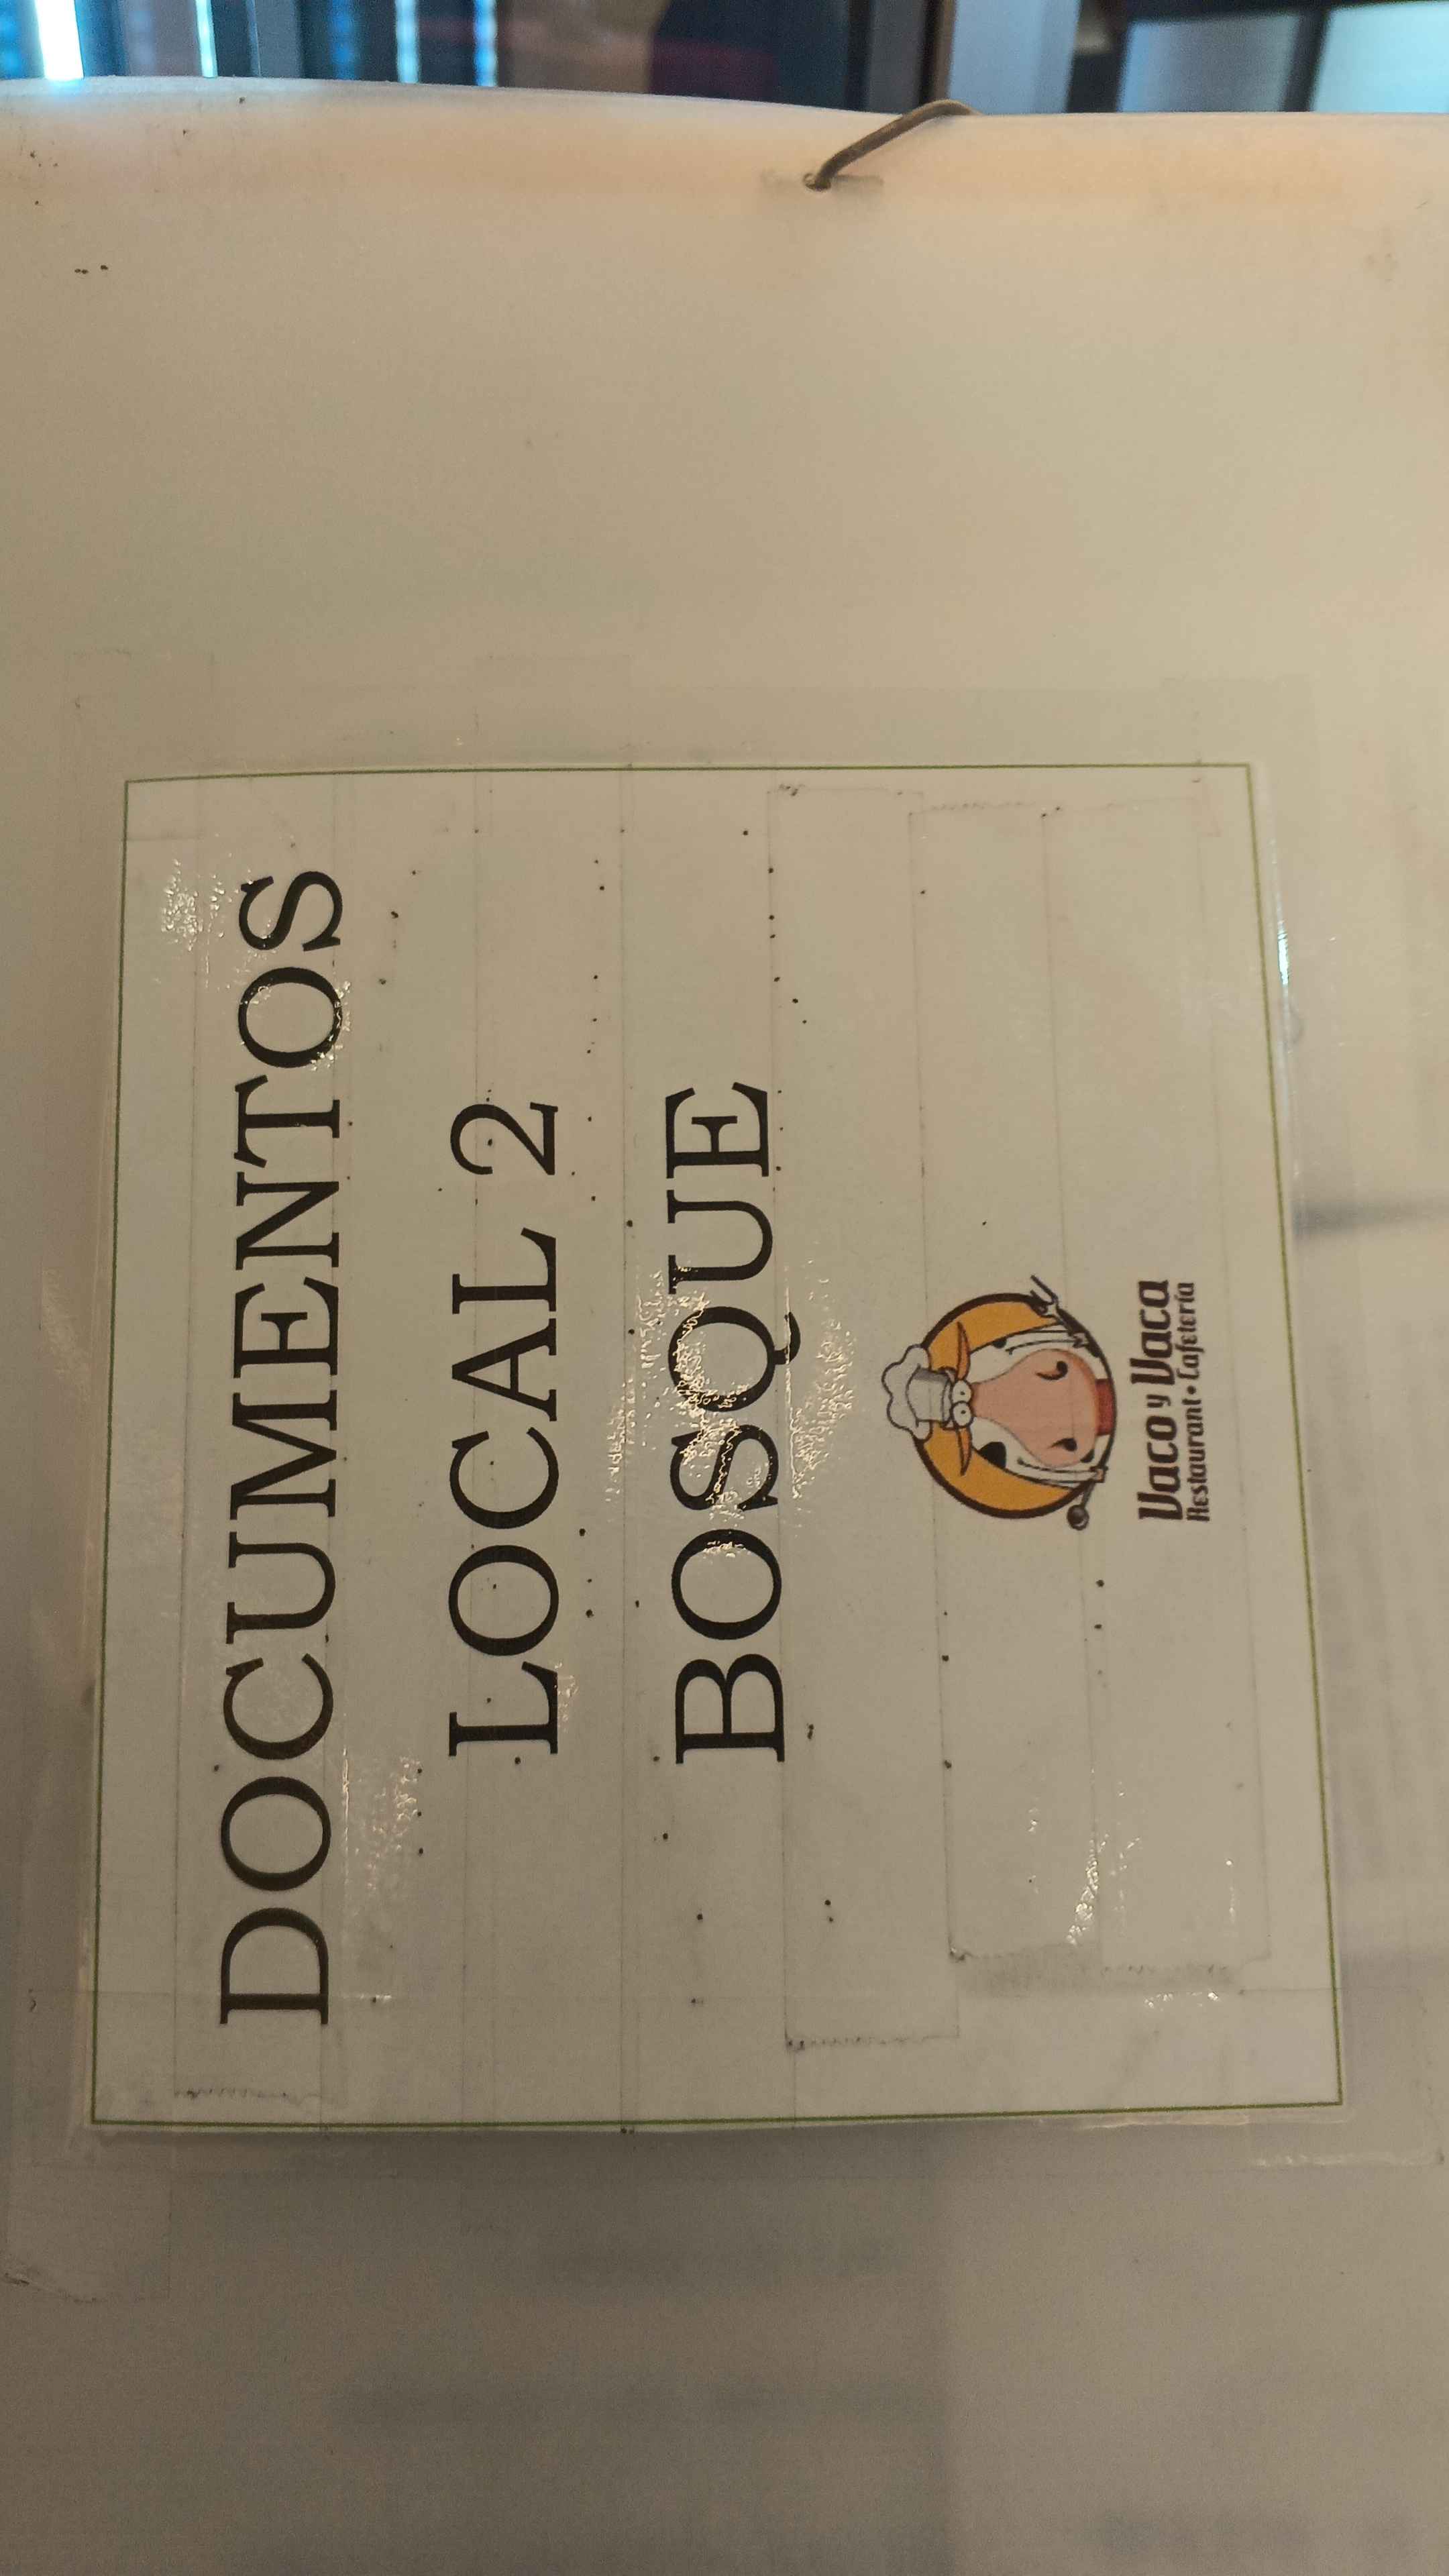 DOCUMENTOS
LOCAL 2
BOSQUE
Vaco y Vaca
Restaurant • Cafetería